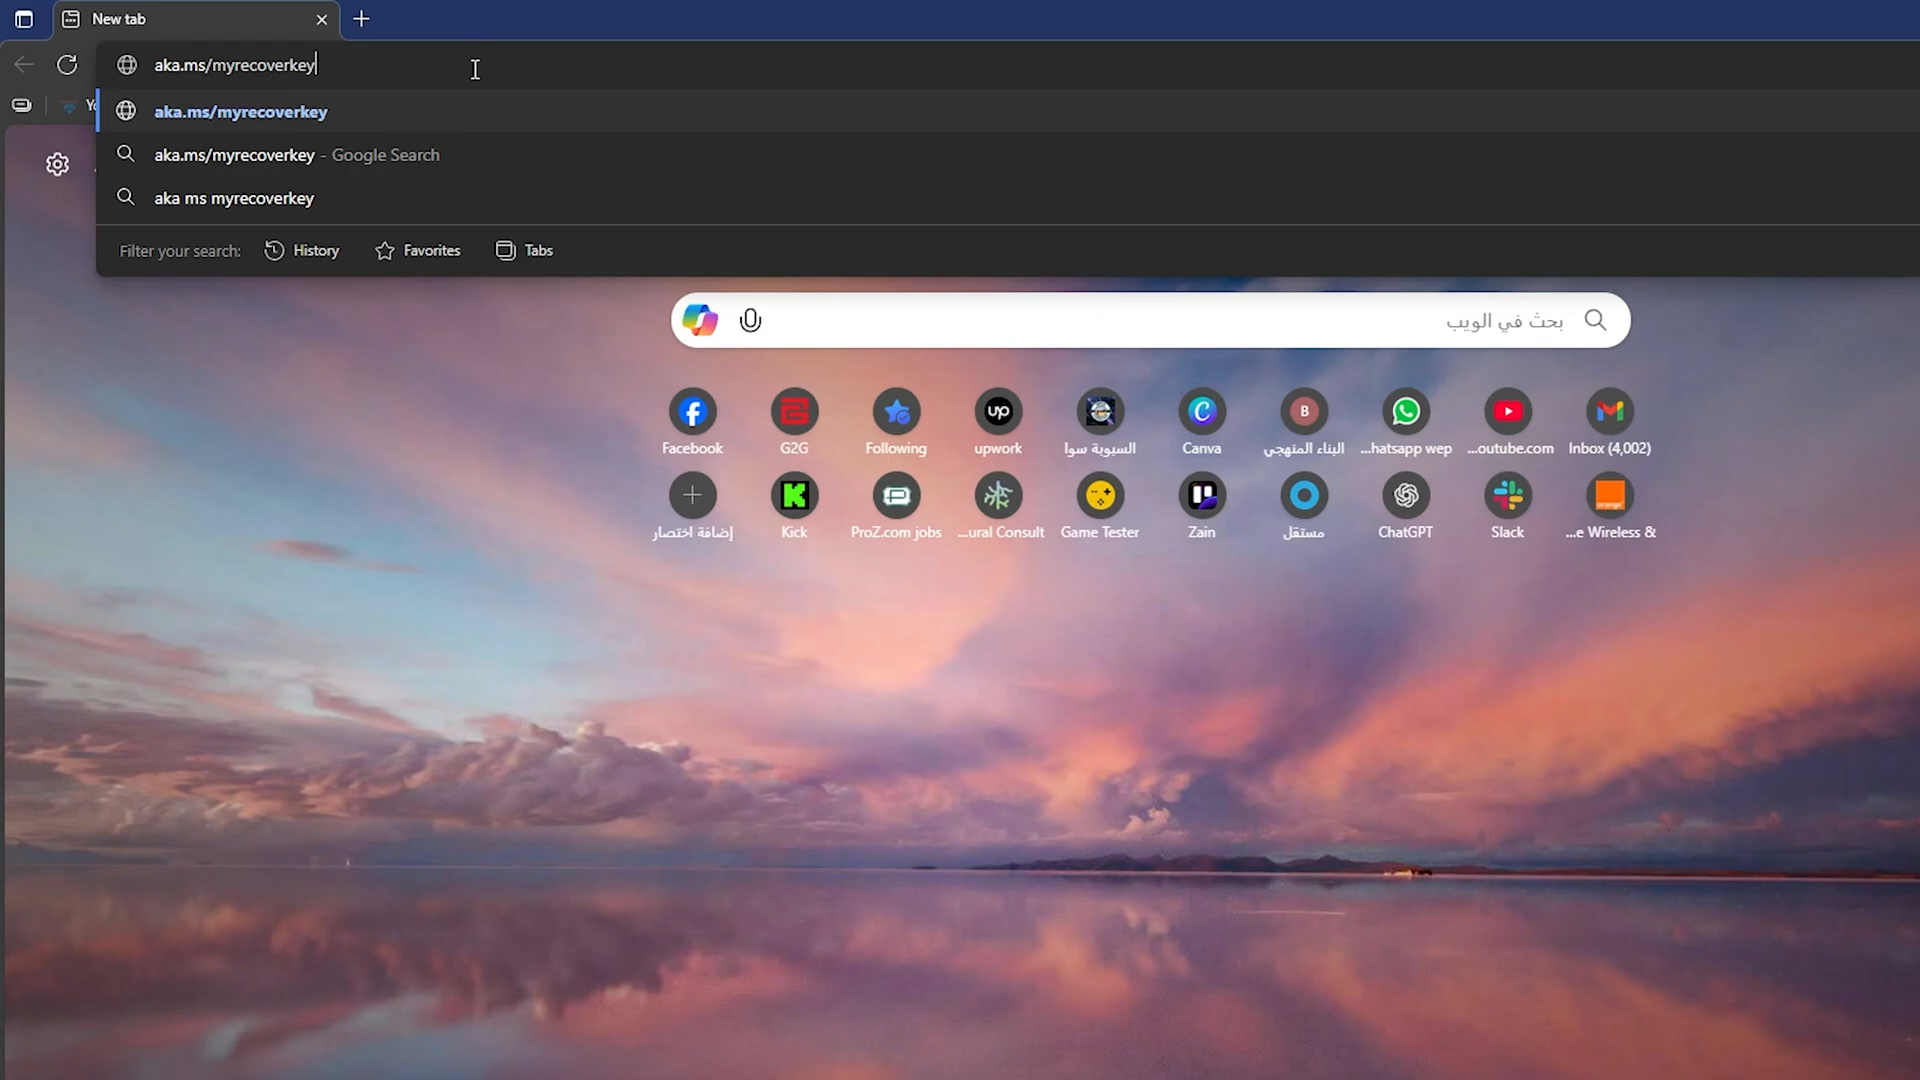 New tab
aka.ms/myrecoverkey
aka.ms/myrecoverkey
aka.ms/myrecoverkey - Google Search
aka ms myrecoverkey
Filter your search: History Favorites Tabs
بحث في الويب
Facebook G2G Following upwork السبوبة سوا Canva البناء المنهجي ...hatsapp wep ...outube.com Inbox (4,002)
إضافة اختصار Kick ProZ.com jobs ...ural Consult Game Tester Zain مستقل ChatGPT Slack ...e Wireless &